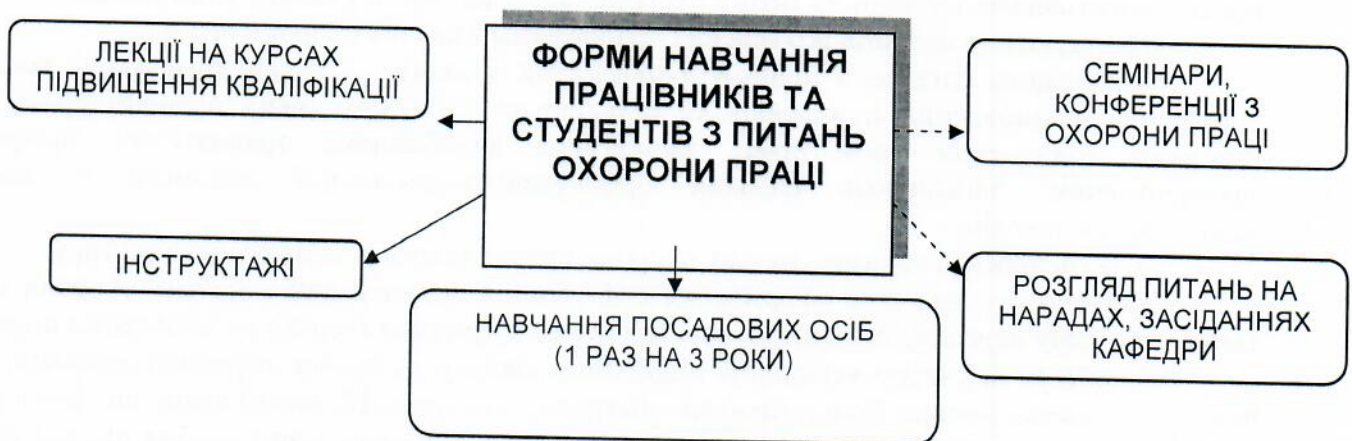 ЛЕКЦІЇ НА КУРСАХ
ПІДВИЩЕННЯ КВАЛІФІКАЦІЇ
ФОРМИ НАВЧАННЯ
ПРАЦІВНИКІВ ТА
СТУДЕНТІВ З ПИТАНЬ
ОХОРОНИ ПРАЦІ
СЕМІНАРИ,
КОНФЕРЕНЦІЇ З
ОХОРОНИ ПРАЦІ
ІНСТРУКТАЖІ
НАВЧАННЯ ПОСАДОВИХ ОСІБ
(1 РАЗ НА 3 РОКИ)
РОЗГЛЯД ПИТАНЬ НА
НАРАДАХ, ЗАСІДАННЯХ
КАФЕДРИ